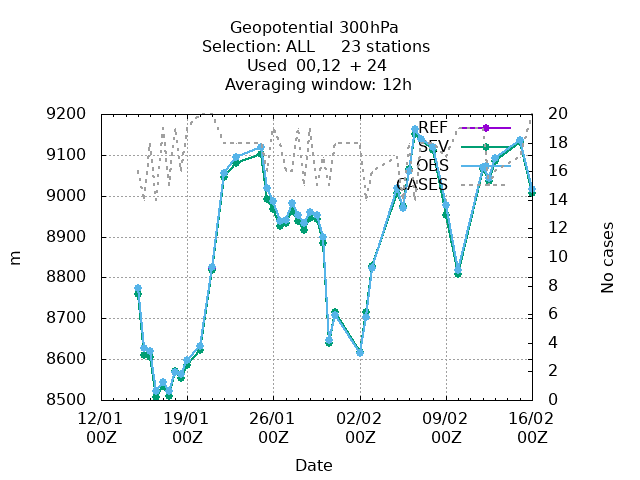 Geopotential 300hPa
Selection: ALL 23 stations
Used 00,12 + 24
Averaging window: 12h
9200
9100
9000
8900
8800
8700
8600
8500
m
20
18
16
14
12
10
8
6
4
2
0
No cases
REF
SFV
OBS
CASES
12/01 19/01 26/01 02/02 09/02 16/02
00Z 00Z 00Z 00Z 00Z 00Z
Date